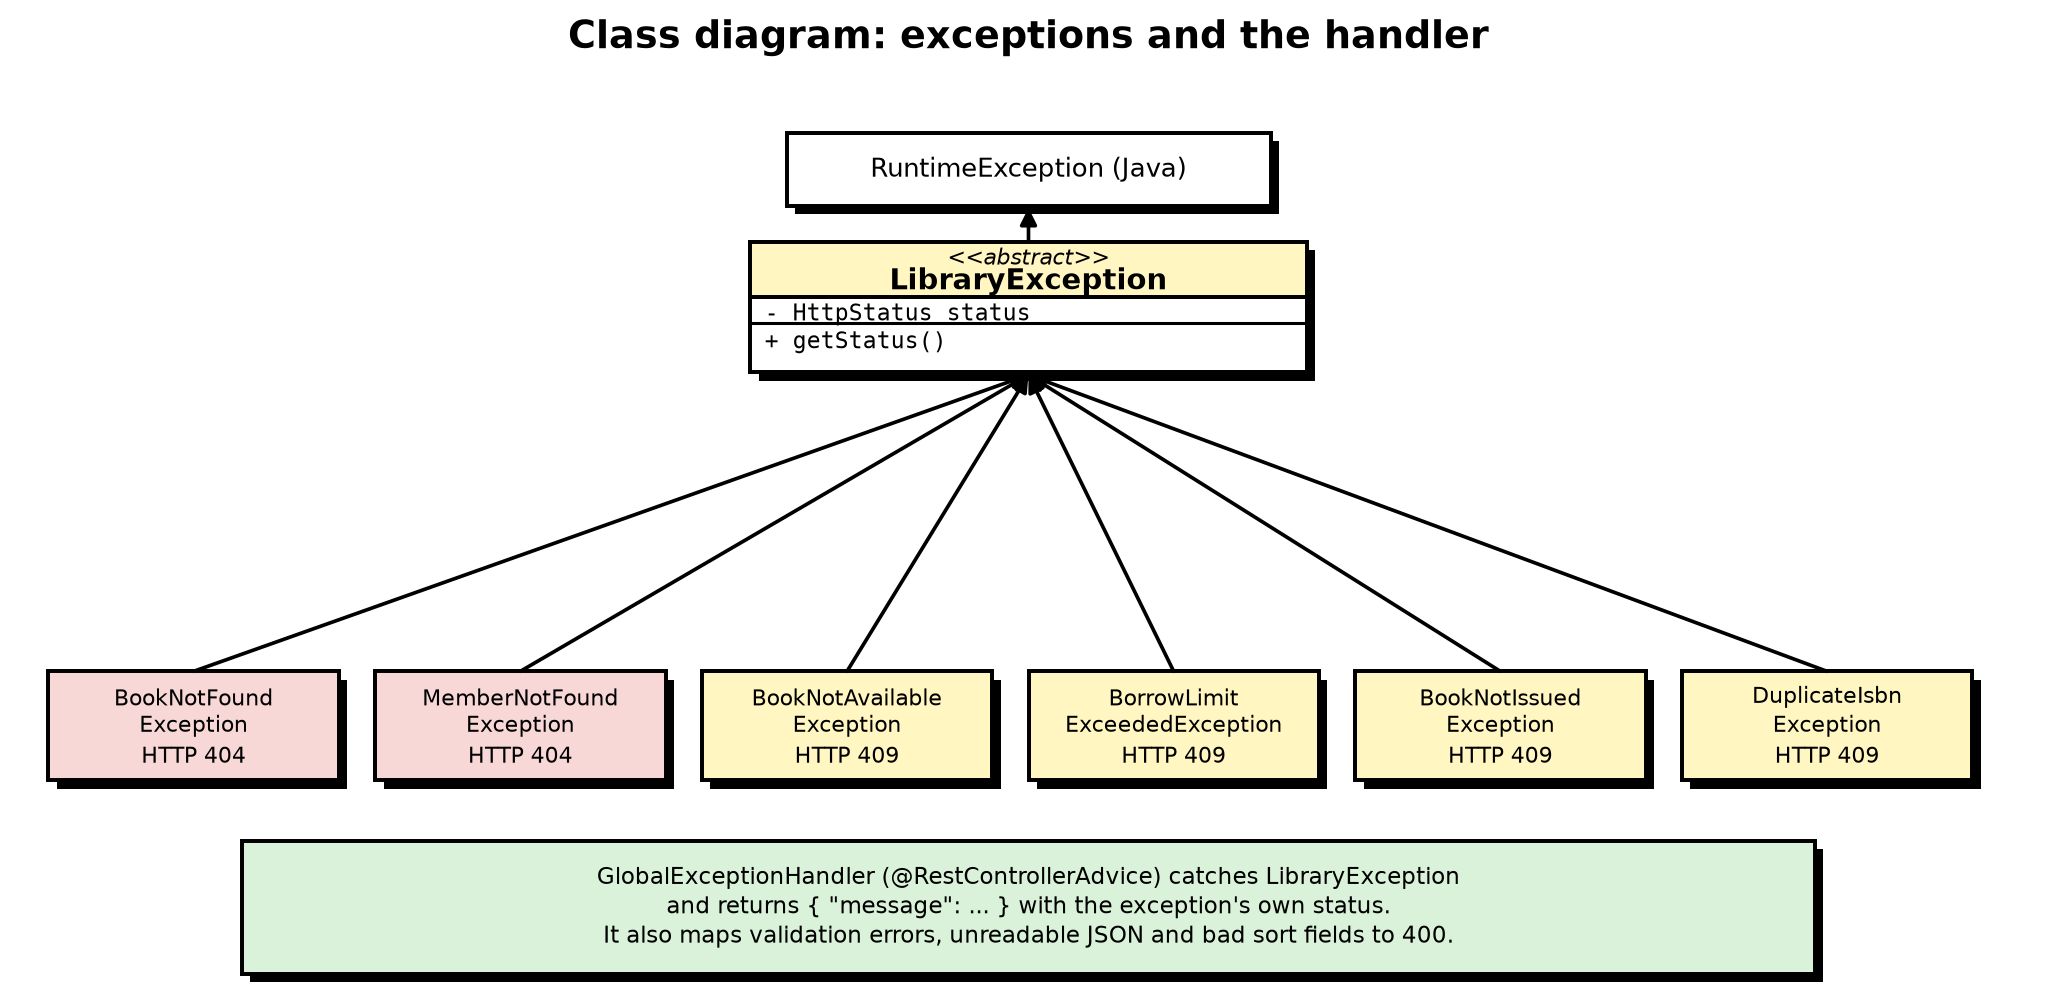 Class diagram: exceptions and the handler
RuntimeException (Java)
<<abstract>>
LibraryException
- HttpStatus status
+ getStatus()
BookNotFound
Exception
HTTP 404
MemberNotFound
Exception
HTTP 404
BookNotAvailable
Exception
HTTP 409
BorrowLimit
ExceededException
HTTP 409
BookNotIssued
Exception
HTTP 409
DuplicateIsbn
Exception
HTTP 409
GlobalExceptionHandler (@RestControllerAdvice) catches LibraryException
and returns { "message": ... } with the exception's own status.
It also maps validation errors, unreadable JSON and bad sort fields to 400.